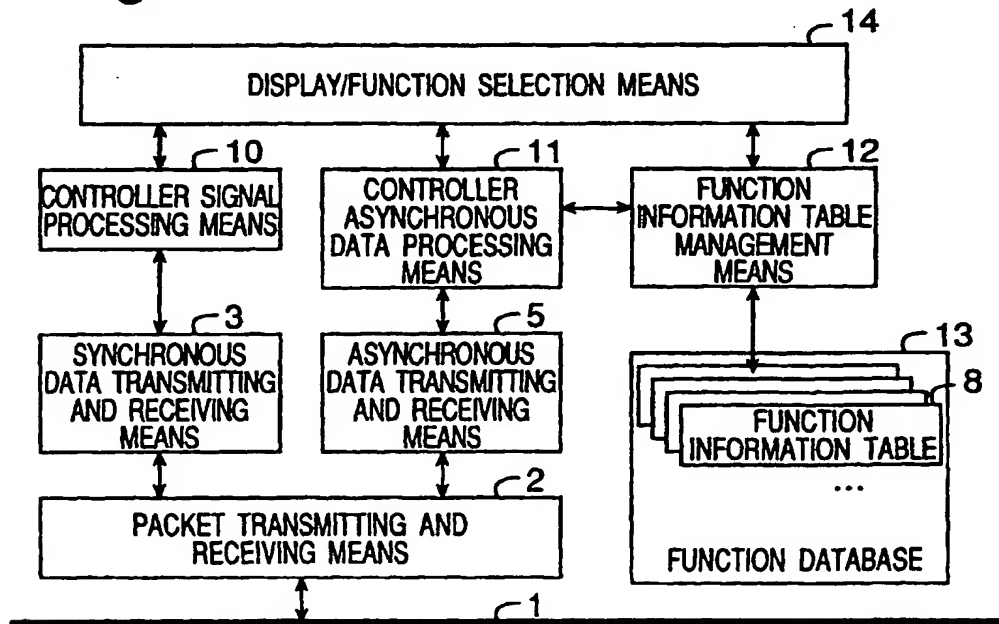 14
DISPLAY/FUNCTION SELECTION MEANS
10
CONTROLLER SIGNAL
PROCESSING MEANS
11
CONTROLLER
ASYNCHRONOUS
DATA PROCESSING
MEANS
12
FUNCTION
INFORMATION TABLE
MANAGEMENT
MEANS
3
SYNCHRONOUS
DATA TRANSMITTING
AND RECEIVING
MEANS
5
ASYNCHRONOUS
DATA TRANSMITTING
AND RECEIVING
MEANS
13
8
FUNCTION
INFORMATION TABLE
...
FUNCTION DATABASE
2
PACKET TRANSMITTING AND
RECEIVING MEANS
1